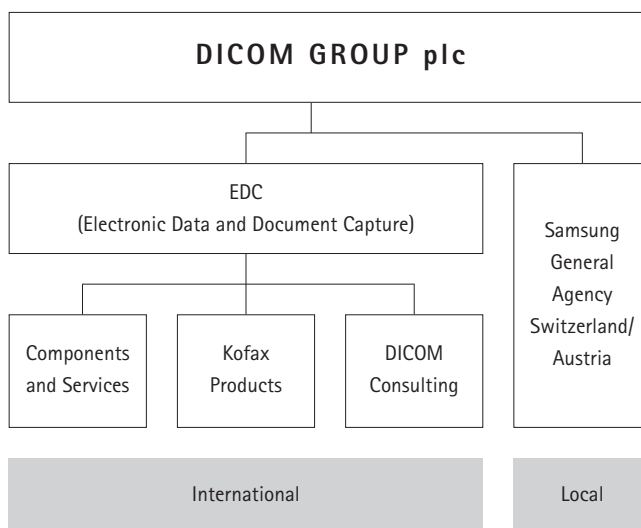 DICOM GROUP plc
EDC
(Electronic Data and Document Capture)
Samsung
General
Agency
Switzerland/
Austria
Components
and Services
Kofax
Products
DICOM
Consulting
International
Local